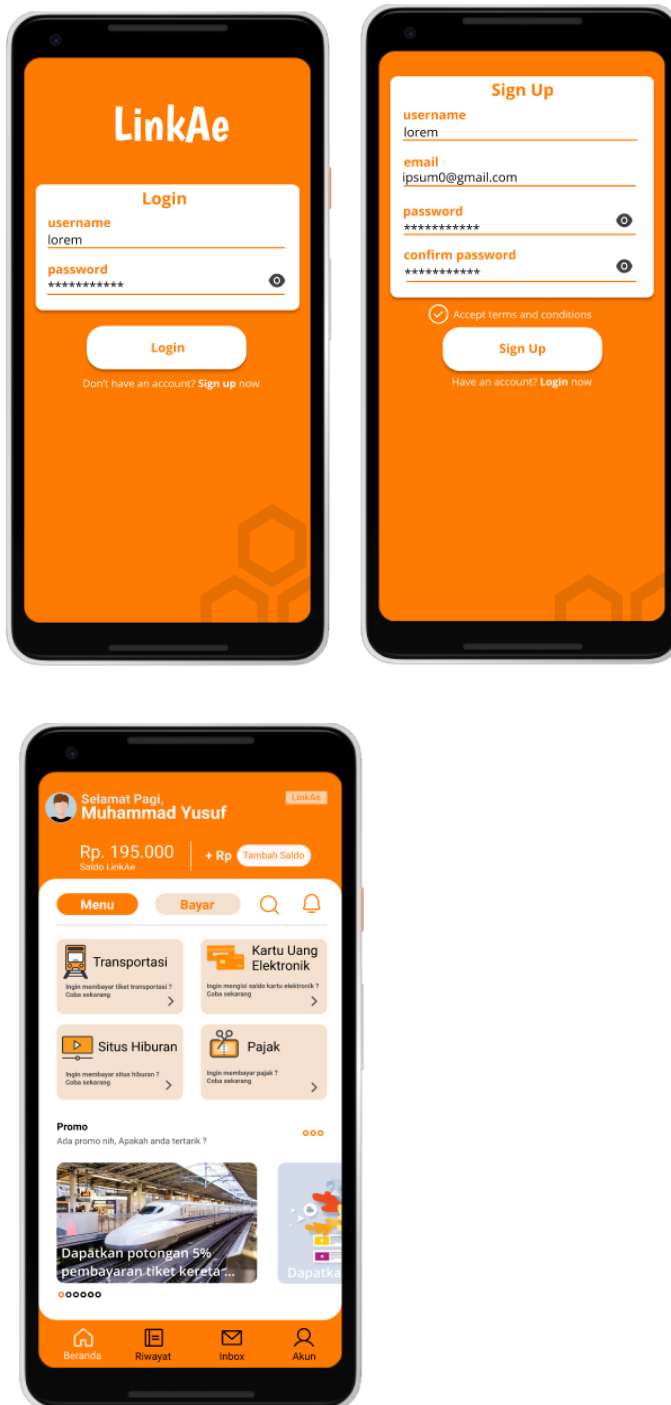 LinkAe
Login
username
lorem
password
***********
Login
Don't have an account? Sign up now
Sign Up
username
lorem
email
ipsum0@gmail.com
password
***********
confirm password
***********
Accept terms and conditions
Sign Up
Have an account? Login now
Selamat Pagi,
Muhammad Yusuf
LinkAe
Rp. 195.000
Saldo LinkAe
+ Rp
Tambah Saldo
Menu
Bayar
Transportasi
Ingin membayar tiket transportasi ?
Coba sekarang
Kartu Uang
Elektronik
Ingin mengisi saldo kartu elektronik ?
Coba sekarang
Situs Hiburan
Ingin membayar situs hiburan ?
Coba sekarang
Pajak
Ingin membayar pajak ?
Coba sekarang
Promo
Ada promo nih, Apakah anda tertarik ?
Dapatkan potongan 5%
pembayaran tiket kereta ...
Dapatka
Beranda
Riwayat
Inbox
Akun